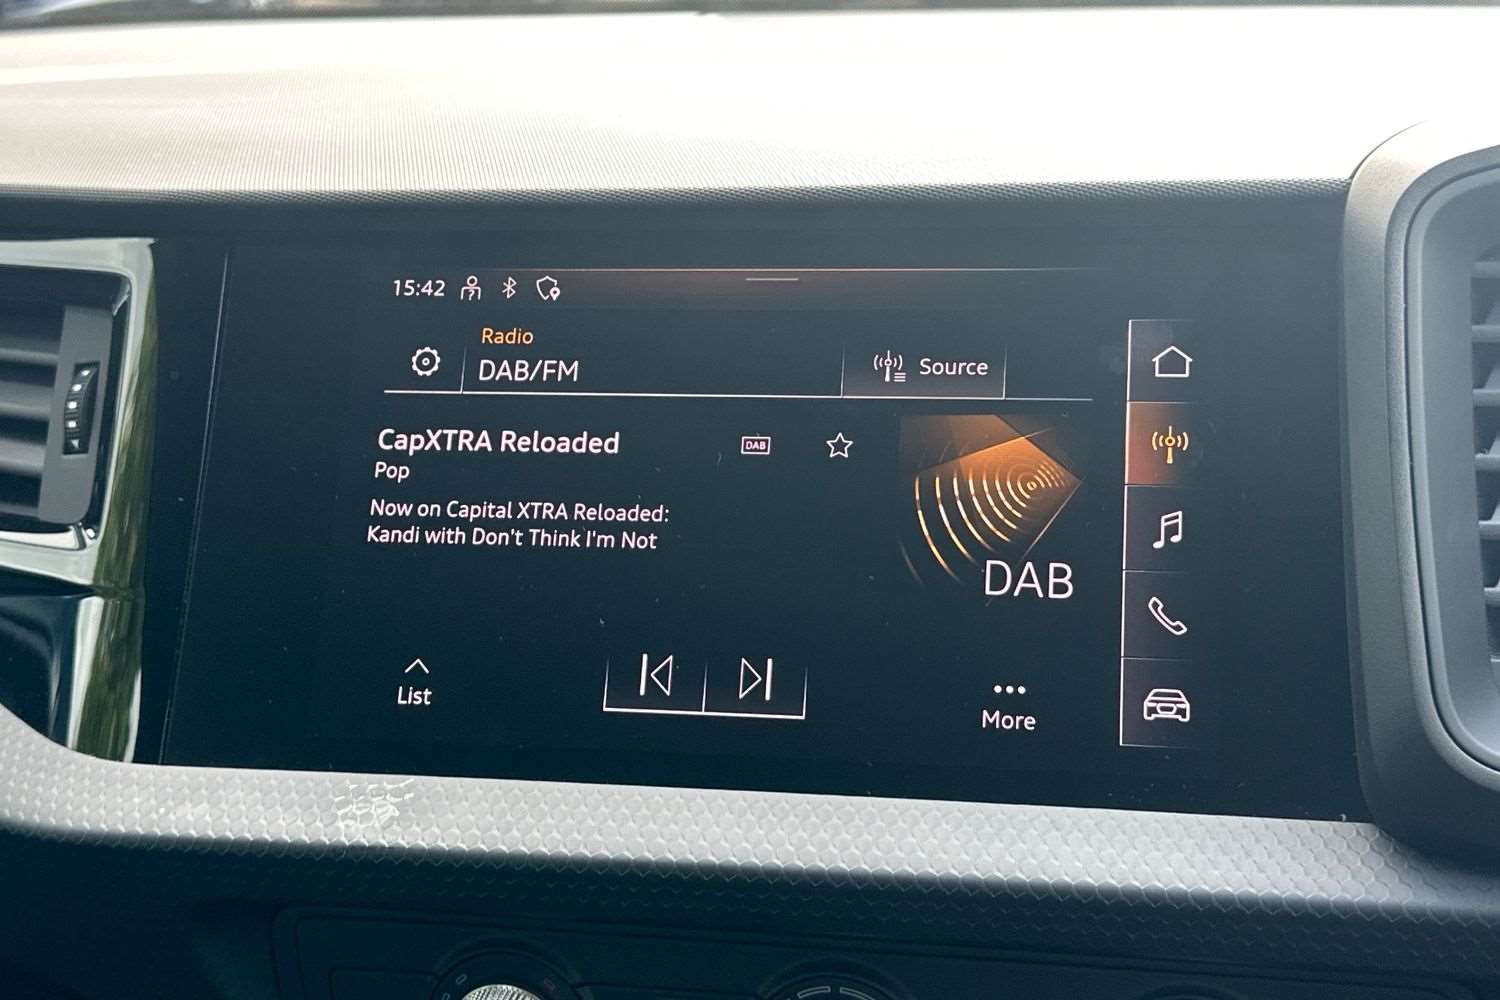 15:42
Radio
DAB/FM
Source
CapXTRA Reloaded
DAB
Pop
Now on Capital XTRA Reloaded:
Kandi with Don't Think I'm Not
DAB
List
More